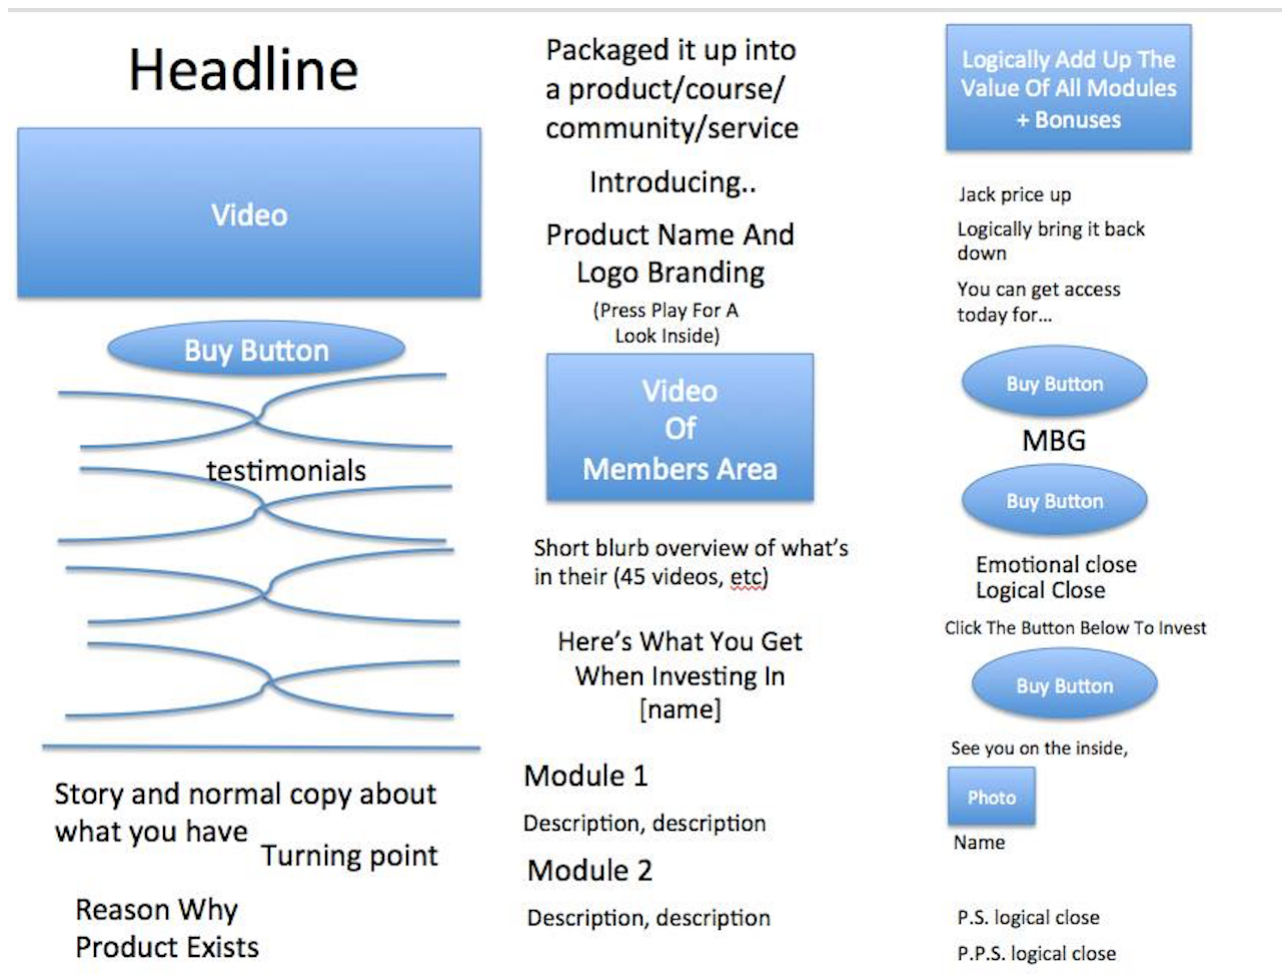 Headline
Video
Buy Button
testimonials
Story and normal copy about
what you have
Turning point
Reason Why
Product Exists
Packaged it up into
a product/course/
community/service
Introducing..
Product Name And
Logo Branding
(Press Play For A
Look Inside)
Video
Of
Members Area
Short blurb overview of what's
in their (45 videos, etc)
Here's What You Get
When Investing In
[name]
Module 1
Description, description
Module 2
Description, description
Logically Add Up The
Value Of All Modules
+ Bonuses
Jack price up
Logically bring it back
down
You can get access
today for...
Buy Button
MBG
Buy Button
Emotional close
Logical Close
Click The Button Below To Invest
Buy Button
See you on the inside,
Photo
Name
P.S. logical close
P.P.S. logical close